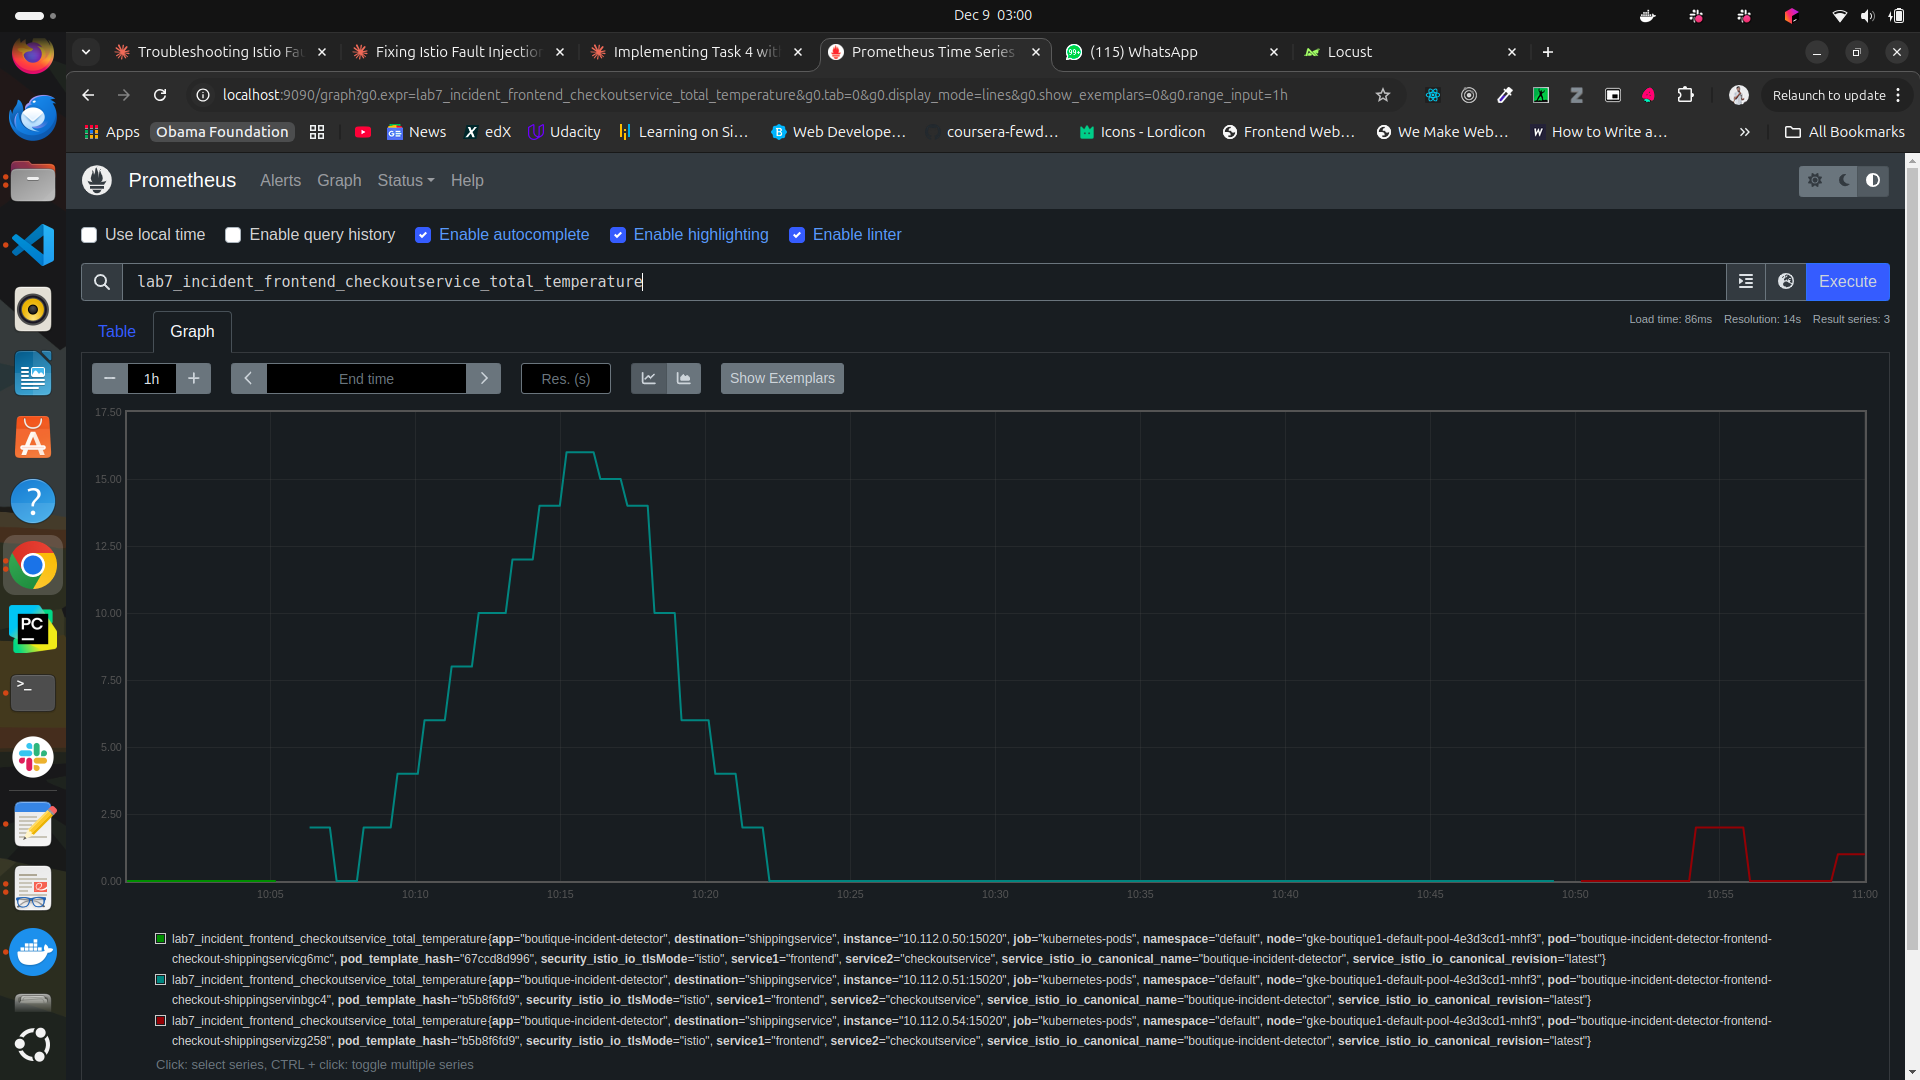 Dec 9 03:00
Troubleshooting Istio Fau
Fixing Istio Fault Injection
Implementing Task 4 wit
Prometheus Time Series
(115) WhatsApp
Locust
localhost:9090/graph?g0.expr=lab7_incident_frontend_checkoutservice_total_temperature&g0.tab=0&g0.display_mode=lines&g0.show_exemplars=0&g0.range_input=1h
Relaunch to update
Apps
Obama Foundation
News
edX
Udacity
Learning on Si…
Web Develope…
coursera-fewd…
Icons - Lordicon
Frontend Web…
We Make Web…
How to Write a…
All Bookmarks
Prometheus
Alerts
Graph
Status
Help
Use local time
Enable query history
Enable autocomplete
Enable highlighting
Enable linter
lab7_incident_frontend_checkoutservice_total_temperature
Execute
Table
Graph
Load time: 86ms Resolution: 14s Result series: 3
1h
End time
Res. (s)
Show Exemplars
17.50
15.00
12.50
10.00
7.50
5.00
2.50
0.00
10:05
10:10
10:15
10:20
10:25
10:30
10:35
10:40
10:45
10:50
10:55
11:00
lab7_incident_frontend_checkoutservice_total_temperature{app="boutique-incident-detector", destination="shippingservice", instance="10.112.0.50:15020", job="kubernetes-pods", namespace="default", node="gke-boutique1-default-pool-4e3d3cd1-mhf3", pod="boutique-incident-detector-frontend-
checkout-shippingservicg6mc", pod_template_hash="67ccd8d996", security_istio_io_tlsMode="istio", service1="frontend", service2="checkoutservice", service_istio_io_canonical_name="boutique-incident-detector", service_istio_io_canonical_revision="latest"}
lab7_incident_frontend_checkoutservice_total_temperature{app="boutique-incident-detector", destination="shippingservice", instance="10.112.0.51:15020", job="kubernetes-pods", namespace="default", node="gke-boutique1-default-pool-4e3d3cd1-mhf3", pod="boutique-incident-detector-frontend-
checkout-shippingservinbgc4", pod_template_hash="b5b8f6fd9", security_istio_io_tlsMode="istio", service1="frontend", service2="checkoutservice", service_istio_io_canonical_name="boutique-incident-detector", service_istio_io_canonical_revision="latest"}
lab7_incident_frontend_checkoutservice_total_temperature{app="boutique-incident-detector", destination="shippingservice", instance="10.112.0.54:15020", job="kubernetes-pods", namespace="default", node="gke-boutique1-default-pool-4e3d3cd1-mhf3", pod="boutique-incident-detector-frontend-
checkout-shippingservizg258", pod_template_hash="b5b8f6fd9", security_istio_io_tlsMode="istio", service1="frontend", service2="checkoutservice", service_istio_io_canonical_name="boutique-incident-detector", service_istio_io_canonical_revision="latest"}
Click: select series, CTRL + click: toggle multiple series